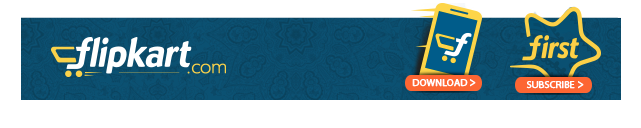 flipkart.com
f
DOWNLOAD >
first
SUBSCRIBE >